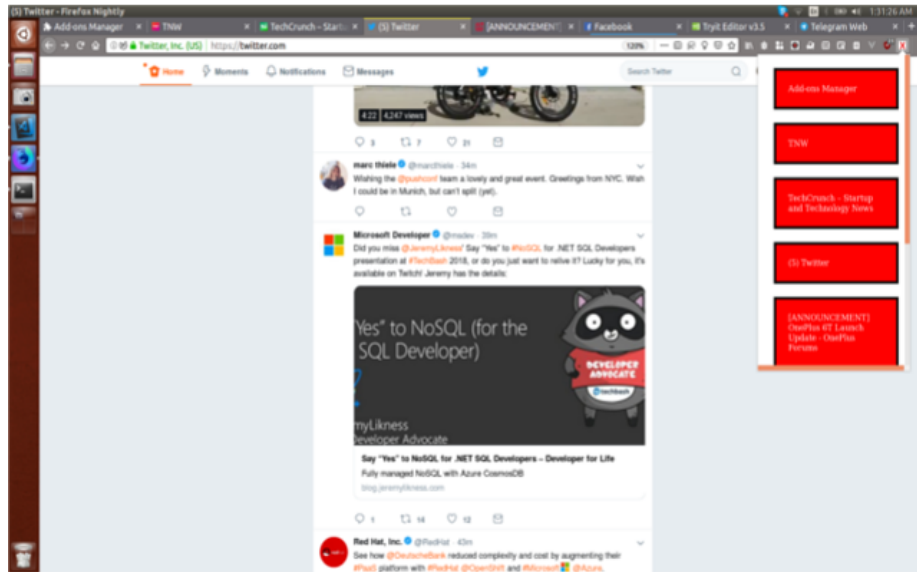 (5) Twitter - Firefox Nightly
1:31:26 AM
Add-ons Manager
TNW
TechCrunch – Start
(5) Twitter
[ANNOUNCEMENT]
Facebook
Tryit Editor v3.5
Telegram Web
Twitter, Inc. (US)
https://twitter.com
120%
Home
Moments
Notifications
Messages
Search Twitter
4:22
4,247 views
3
7
21
marc thiele @marcthiele · 34m
Wishing the @pushconf team a lovely and great event. Greetings from NYC. Wish
I could be in Munich, but can't split (yet).
Microsoft Developer @msdev · 39m
Did you miss @JeremyLikness! Say "Yes" to #NoSQL for .NET SQL Developers
presentation at #TechBash 2018, or do you just want to relive it? Lucky for you, it's
available on Twitch! Jeremy has the details:
Yes" to NoSQL (for the
SQL Developer)
myLikness
Developer Advocate
DEVELOPER
ADVOCATE
techbash
Say "Yes" to NoSQL for .NET SQL Developers – Developer for Life
Fully managed NoSQL with Azure CosmosDB
blog.jeremylikness.com
1
14
12
Red Hat, Inc. @RedHat · 43m
See how @DeutscheBank reduced complexity and cost by augmenting their
#PaaS platform with #RedHat @OpenShift and #Microsoft @Azure.
Add-ons Manager
TNW
TechCrunch – Startup
and Technology News
(5) Twitter
[ANNOUNCEMENT]
OnePlus 6T Launch
Update - OnePlus
Forums